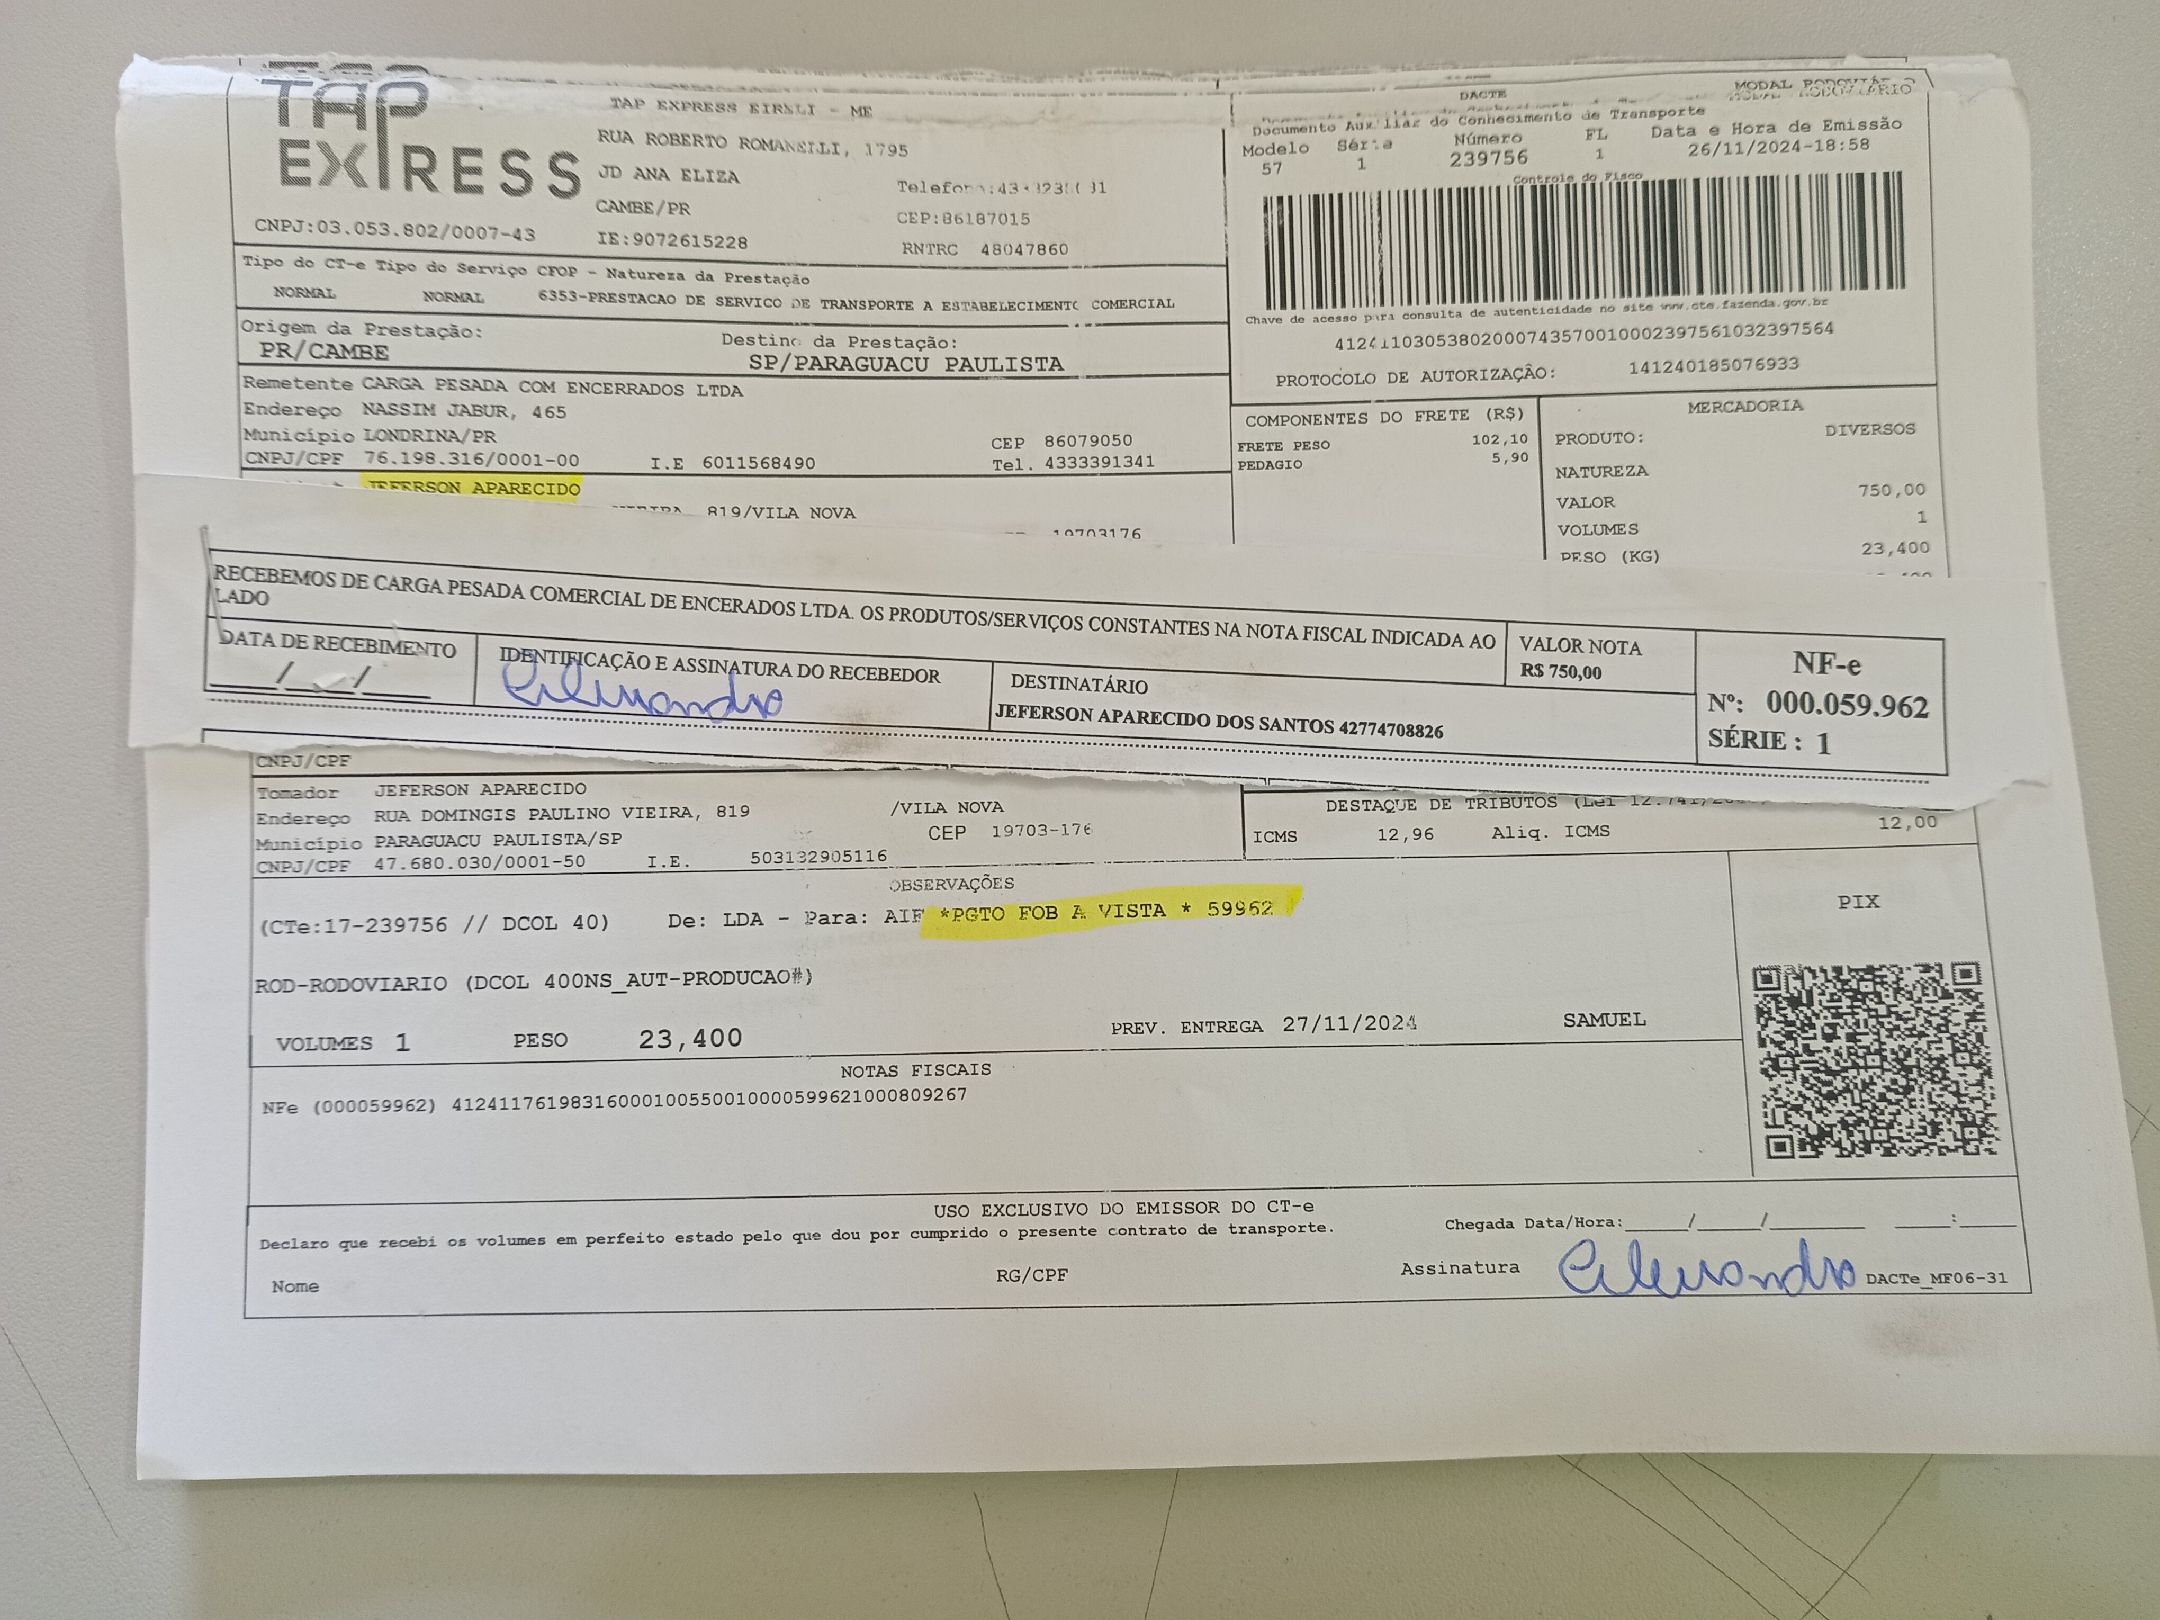 TAP
EXPRESS
CNPJ:03.053.802/0007-43
TAP EXPRESS EIRELI - ME
RUA ROBERTO ROMANELLI, 1795
JD ANA ELIZA
CAMBE/PR
IE:9072615228
CEP:86187015
RNTRC 48047860
MODAL RODOVIÁRIO
DACTE
Documento Auxiliar do Conhecimento de Transporte
Modelo Série Número FL Data e Hora de Emissão
57 1 239756 1 26/11/2024-18:58
Controle do Fisco
Chave de acesso para consulta de autenticidade no site www.cte.fazenda.gov.br
41241103053802000743570010002397561032397564
PROTOCOLO DE AUTORIZAÇÃO: 141240185076933
Tipo do CT-e Tipo do Serviço CFOP - Natureza da Prestação
NORMAL NORMAL 6353-PRESTACAO DE SERVICO DE TRANSPORTE A ESTABELECIMENTO COMERCIAL
Origem da Prestação: Destino da Prestação:
PR/CAMBE SP/PARAGUACU PAULISTA
Remetente CARGA PESADA COM ENCERRADOS LTDA
Endereço NASSIM JABUR, 465
Município LONDRINA/PR CEP 86079050
CNPJ/CPF 76.198.316/0001-00 I.E 6011568490 Tel. 4333391341
JEFERSON APARECIDO
819/VILA NOVA
19703176
COMPONENTES DO FRETE (R$)
FRETE PESO 102,10
PEDAGIO 5,90
MERCADORIA
PRODUTO: DIVERSOS
NATUREZA
VALOR 750,00
VOLUMES 1
PESO (KG) 23,400
RECEBEMOS DE CARGA PESADA COMERCIAL DE ENCERADOS LTDA. OS PRODUTOS/SERVIÇOS CONSTANTES NA NOTA FISCAL INDICADA AO
LADO
DATA DE RECEBIMENTO
___/___/___
IDENTIFICAÇÃO E ASSINATURA DO RECEBEDOR
DESTINATÁRIO
JEFERSON APARECIDO DOS SANTOS 42774708826
VALOR NOTA
R$ 750,00
NF-e
Nº: 000.059.962
SÉRIE : 1
CNPJ/CPF
Tomador JEFERSON APARECIDO
Endereço RUA DOMINGIS PAULINO VIEIRA, 819 /VILA NOVA
Município PARAGUACU PAULISTA/SP CEP 19703-176
CNPJ/CPF 47.680.030/0001-50 I.E. 503132905116
DESTAQUE DE TRIBUTOS (Lei
ICMS 12,96 Aliq. ICMS 12,00
OBSERVAÇÕES
(CTe:17-239756 // DCOL 40) De: LDA - Para: AIF *PGTO FOB A VISTA * 59962
ROD-RODOVIARIO (DCOL 400NS_AUT-PRODUCAO#)
VOLUMES 1 PESO 23,400 PREV. ENTREGA 27/11/2024 SAMUEL
PIX
NOTAS FISCAIS
NFe (000059962) 41241176198316000100550010000599621000809267
USO EXCLUSIVO DO EMISSOR DO CT-e
Declaro que recebi os volumes em perfeito estado pelo que dou por cumprido o presente contrato de transporte.
Chegada Data/Hora:_____/_____/________ _____:_____
Nome RG/CPF Assinatura DACTe_MF06-31